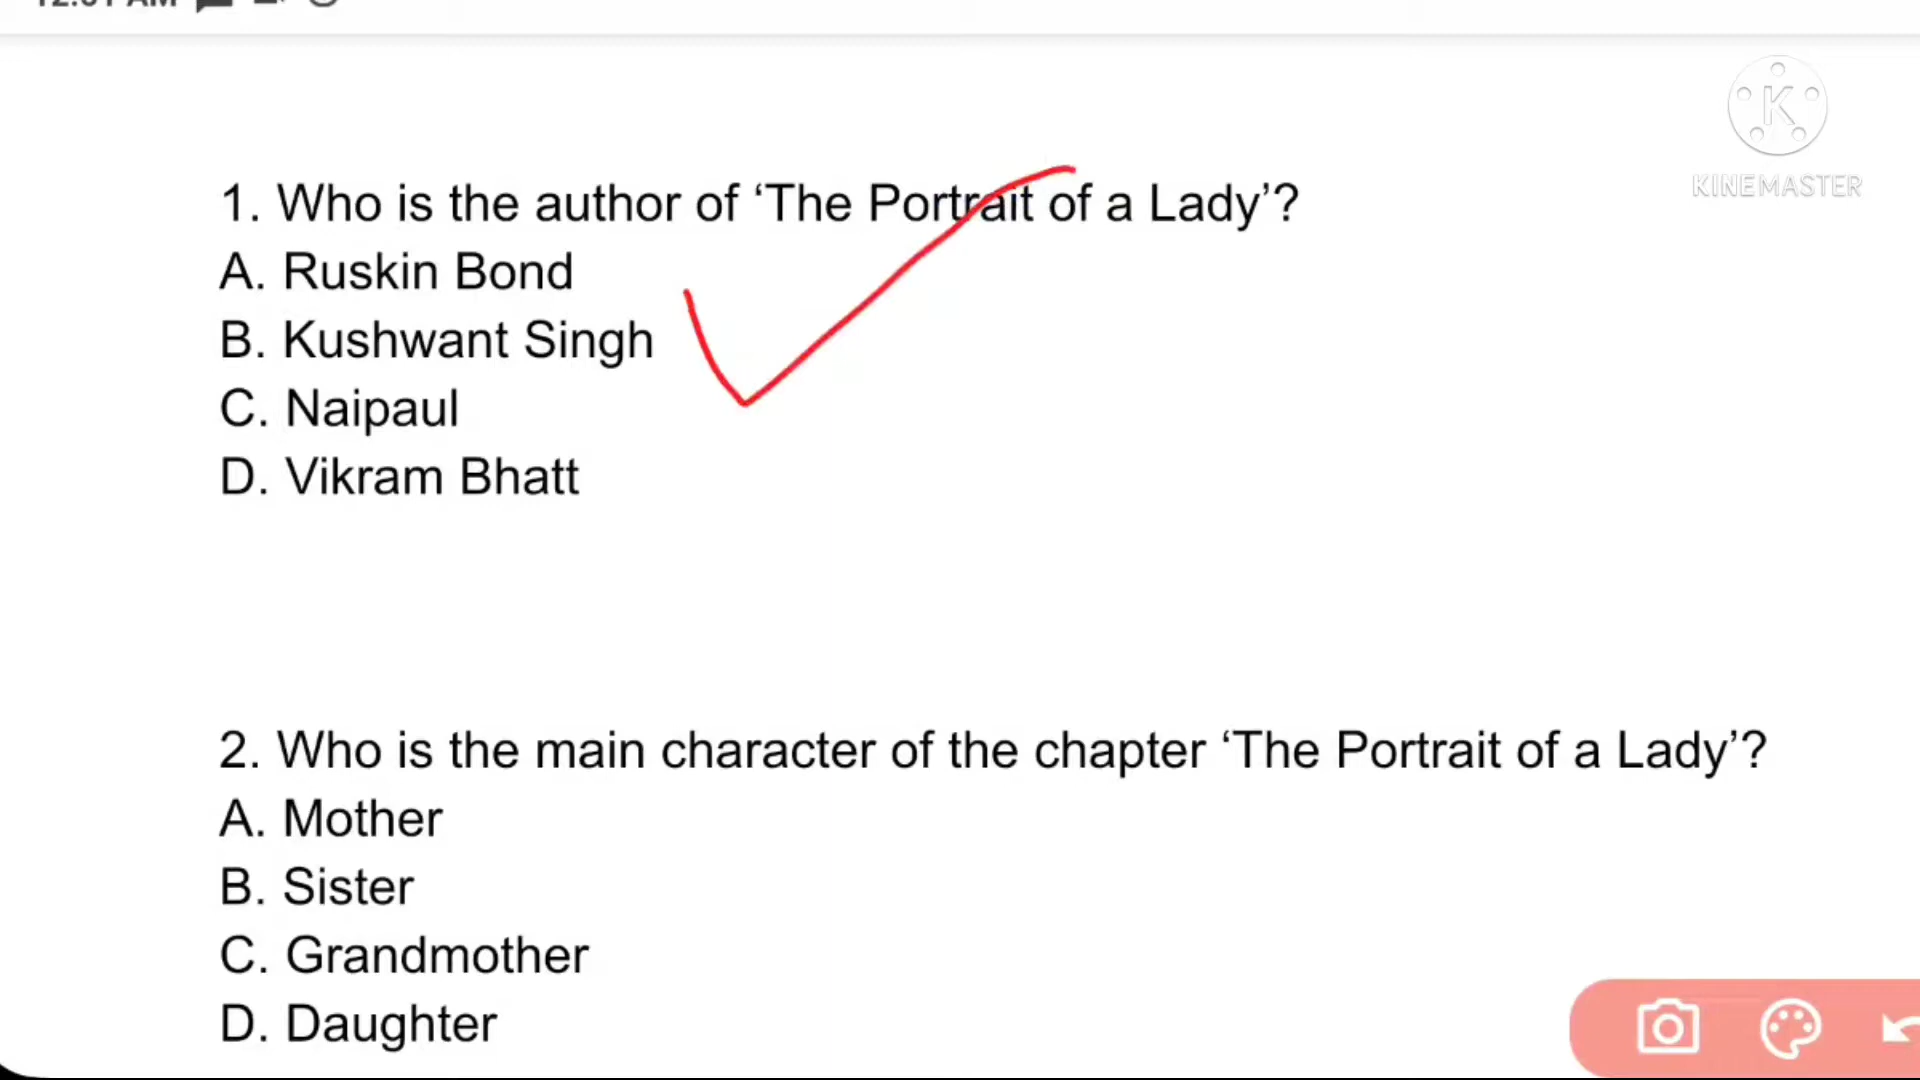 KINEMASTER
1. Who is the author of ‘The Portrait of a Lady’?
A. Ruskin Bond
B. Kushwant Singh
C. Naipaul
D. Vikram Bhatt
2. Who is the main character of the chapter ‘The Portrait of a Lady’?
A. Mother
B. Sister
C. Grandmother
D. Daughter